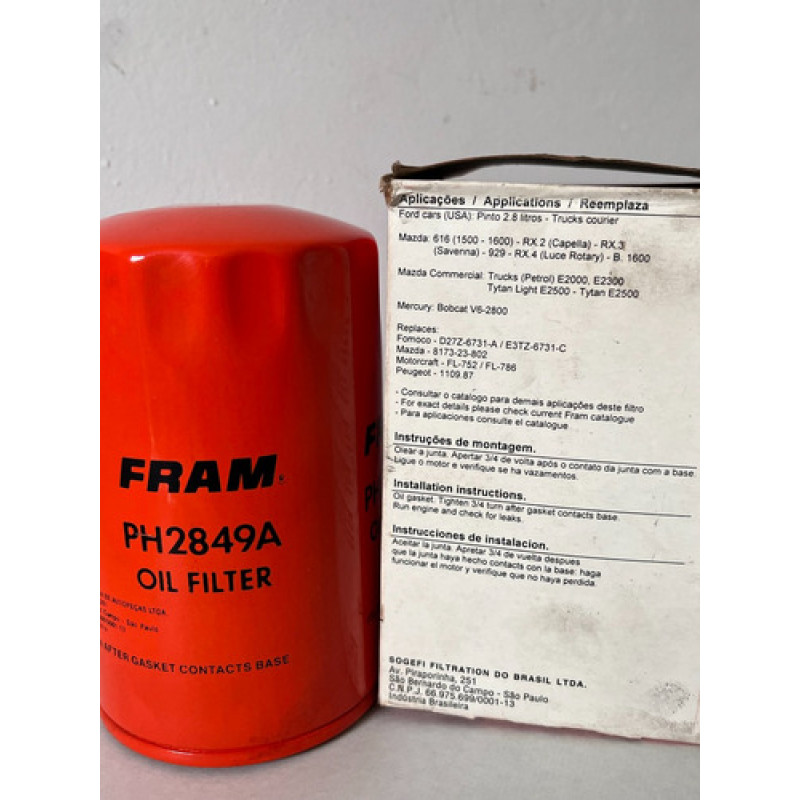 FRAM
PH2849A
OIL FILTER
DE AUTOPEÇAS LTDA.
Campo - São Paulo
AFTER GASKET CONTACTS BASE
Aplicações / Applications / Reemplaza
Ford cars (USA): Pinto 2.8 litros - Trucks courier
Mazda: 616 (1500 - 1600) - RX.2 (Capella) - RX.3
(Savenna) - 929 - RX.4 (Luce Rotary) - B. 1600
Mazda Commercial: Trucks (Petrol) E2000, E2300
Tytan Light E2500 - Tytan E2500
Mercury: Bobcat V6-2800
Replaces:
Fomoco - D27Z-6731-A / E3TZ-6731-C
Mazda - 8173-23-802
Motorcraft - FL-752 / FL-786
Peugeot - 1109.87
- Consultar o catalogo para demais aplicações deste filtro
- For exact details please check current Fram catalogue
- Para aplicaciones consulte el catalogue
Instruções de montagem.
Olear a junta. Apertar 3/4 de volta após o contato da junta com a base.
Ligue o motor e verifique se ha vazamentos.
Installation instructions.
Oil gasket. Tighten 3/4 turn after gasket contacts base.
Run engine and check for leaks.
Instrucciones de instalacion.
Aceitar la junta. Apretar 3/4 de vuelta despues
que la junta haya hecho contactos con la base: haga
funcionar el motor y verifique que no haya perdida.
SOGEFI FILTRATION DO BRASIL LTDA.
Av. Piraporinha, 251
São Bernardo do Campo - São Paulo
C.N.P.J. 66.975.699/0001-13
Indústria Brasileira